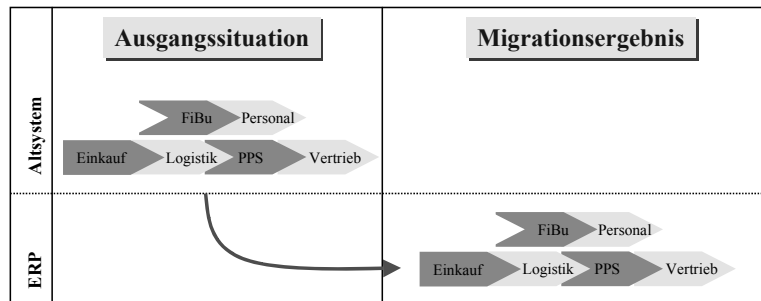 Ausgangssituation
Migrationsergebnis
Altsystem
FiBu Personal
Einkauf Logistik PPS Vertrieb
ERP
FiBu Personal
Einkauf Logistik PPS Vertrieb